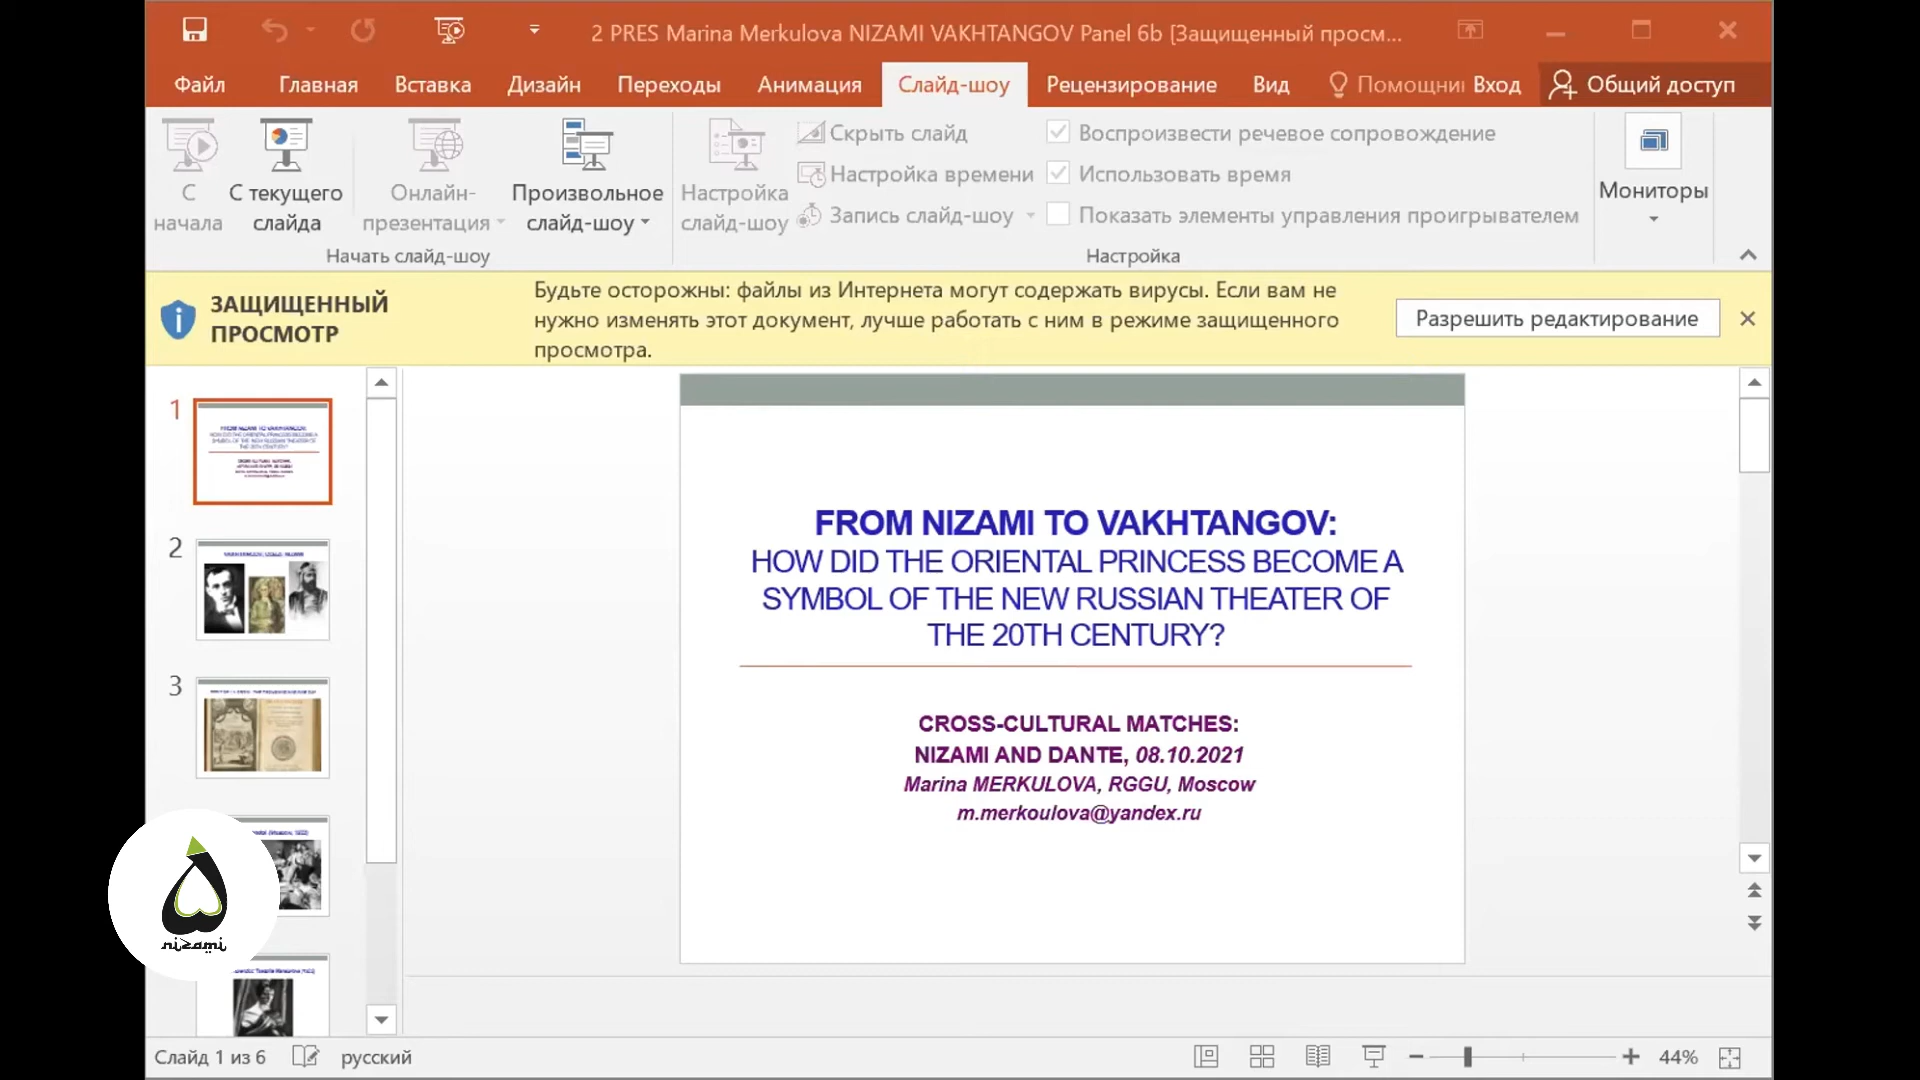 2 PRES Marina Merkulova NIZAMI VAKHTANGOV Panel 6b [Защищенный просм...
Файл Главная Вставка Дизайн Переходы Анимация Слайд-шоу Рецензирование Вид Помощни Вход Общий доступ
С начала
С текущего слайда
Онлайн-презентация
Произвольное слайд-шоу
Начать слайд-шоу
Настройка слайд-шоу
Скрыть слайд
Настройка времени
Запись слайд-шоу
Воспроизвести речевое сопровождение
Использовать время
Показать элементы управления проигрывателем
Настройка
Мониторы
ЗАЩИЩЕННЫЙ
ПРОСМОТР
Будьте осторожны: файлы из Интернета могут содержать вирусы. Если вам не
нужно изменять этот документ, лучше работать с ним в режиме защищенного
просмотра.
Разрешить редактирование
1
2
3
FROM NIZAMI TO VAKHTANGOV:
HOW DID THE ORIENTAL PRINCESS BECOME A
SYMBOL OF THE NEW RUSSIAN THEATER OF
THE 20TH CENTURY?
CROSS-CULTURAL MATCHES:
NIZAMI AND DANTE, 08.10.2021
Marina MERKULOVA, RGGU, Moscow
m.merkoulova@yandex.ru
nizami
Слайд 1 из 6
русский
44%